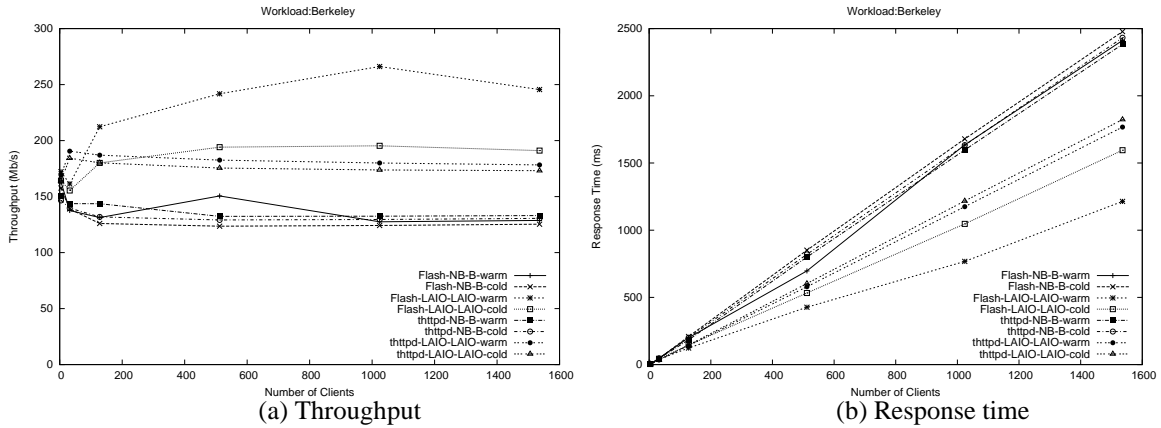 Workload:Berkeley
300
250
200
150
100
50
0
Throughput (Mb/s)
0 200 400 600 800 1000 1200 1400 1600
Number of Clients
Flash-NB-B-warm
Flash-NB-B-cold
Flash-LAIO-LAIO-warm
Flash-LAIO-LAIO-cold
thttpd-NB-B-warm
thttpd-NB-B-cold
thttpd-LAIO-LAIO-warm
thttpd-LAIO-LAIO-cold
(a) Throughput
Workload:Berkeley
2500
2000
1500
1000
500
0
Response Time (ms)
0 200 400 600 800 1000 1200 1400 1600
Number of Clients
Flash-NB-B-warm
Flash-NB-B-cold
Flash-LAIO-LAIO-warm
Flash-LAIO-LAIO-cold
thttpd-NB-B-warm
thttpd-NB-B-cold
thttpd-LAIO-LAIO-warm
thttpd-LAIO-LAIO-cold
(b) Response time